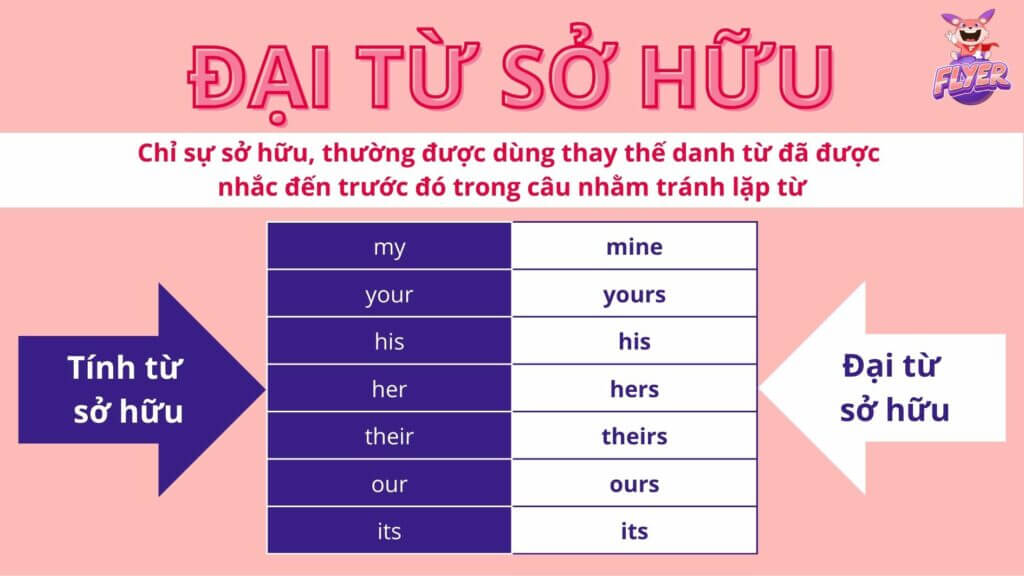 ĐẠI TỪ SỞ HỮU
FLYER
Chỉ sự sở hữu, thường được dùng thay thế danh từ đã được
nhắc đến trước đó trong câu nhằm tránh lặp từ
Tính từ
sở hữu
my mine
your yours
his his
her hers
their theirs
our ours
its its
Đại từ
sở hữu